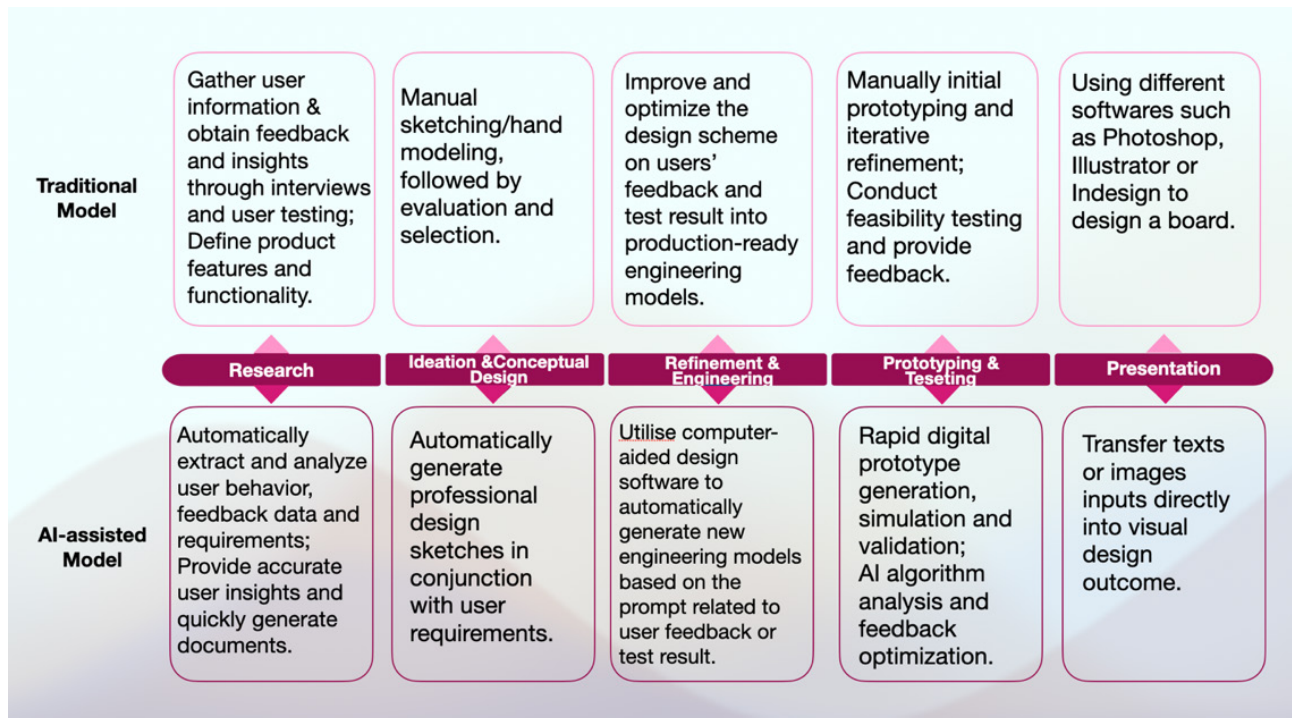 Gather user
information &
obtain feedback
and insights
through interviews
and user testing;
Define product
features and
functionality.
Manual
sketching/hand
modeling,
followed by
evaluation and
selection.
Improve and
optimize the
design scheme
on users'
feedback and
test result into
production-ready
engineering
models.
Manually initial
prototyping and
iterative
refinement;
Conduct
feasibility testing
and provide
feedback.
Using different
softwares such
as Photoshop,
Illustrator or
Indesign to
design a board.
Traditional
Model
Research
Ideation &Conceptual
Design
Refinement &
Engineering
Prototyping &
Teseting
Presentation
AI-assisted
Model
Automatically
extract and analyze
user behavior,
feedback data and
requirements;
Provide accurate
user insights and
quickly generate
documents.
Automatically
generate
professional
design
sketches in
conjunction
with user
requirements.
Utilise computer-
aided design
software to
automatically
generate new
engineering models
based on the
prompt related to
user feedback or
test result.
Rapid digital
prototype
generation,
simulation and
validation;
AI algorithm
analysis and
feedback
optimization.
Transfer texts
or images
inputs directly
into visual
design
outcome.